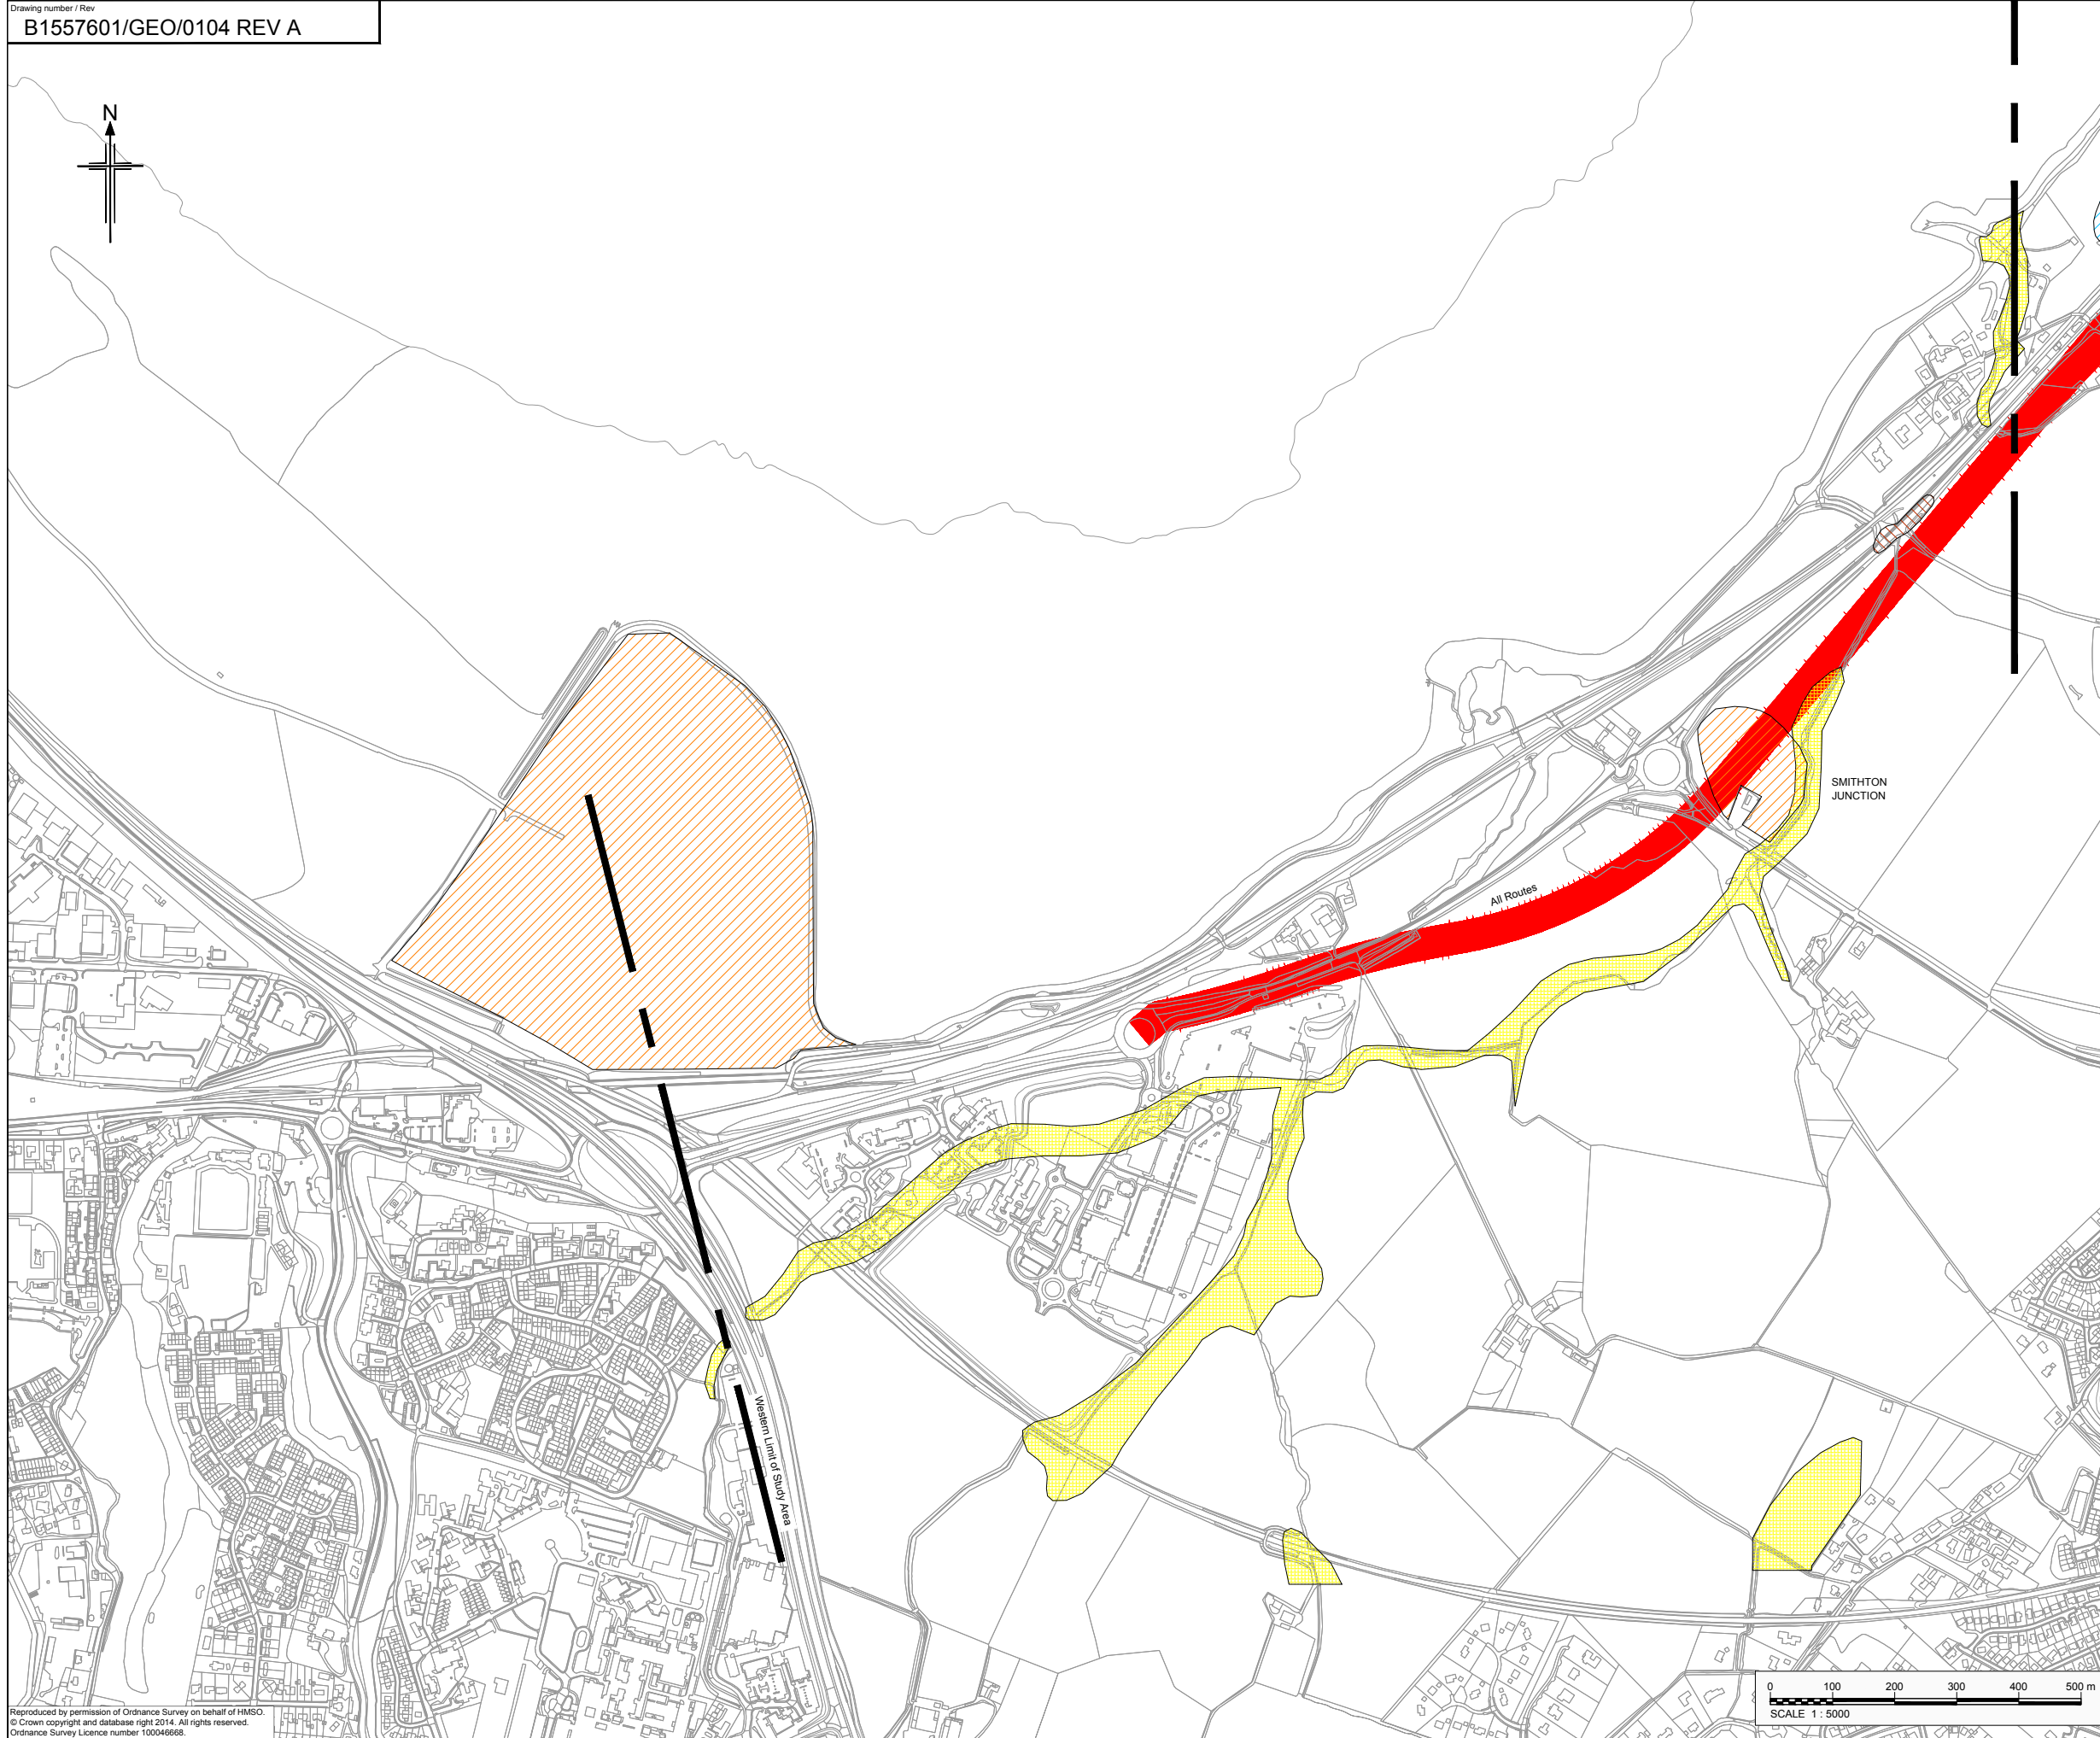 Drawing number / Rev
B1557601/GEO/0104 REV A
N
SMITHTON
JUNCTION
All Routes
Western Limit of Study Area
0 100 200 300 400 500 m
SCALE 1 : 5000
Reproduced by permission of Ordnance Survey on behalf of HMSO.
© Crown copyright and database right 2014. All rights reserved.
Ordnance Survey Licence number 100046668.